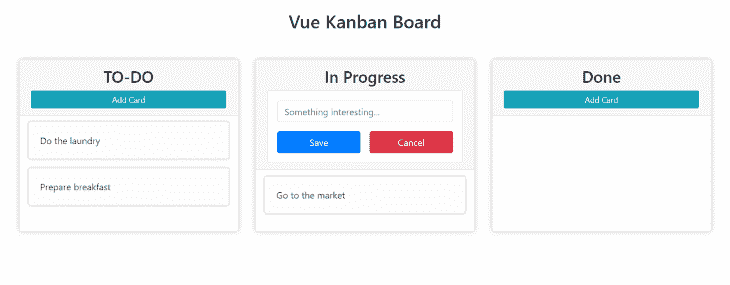 Vue Kanban Board
TO-DO
Add Card
Do the laundry
Prepare breakfast
In Progress
Something interesting...
Save
Cancel
Go to the market
Done
Add Card